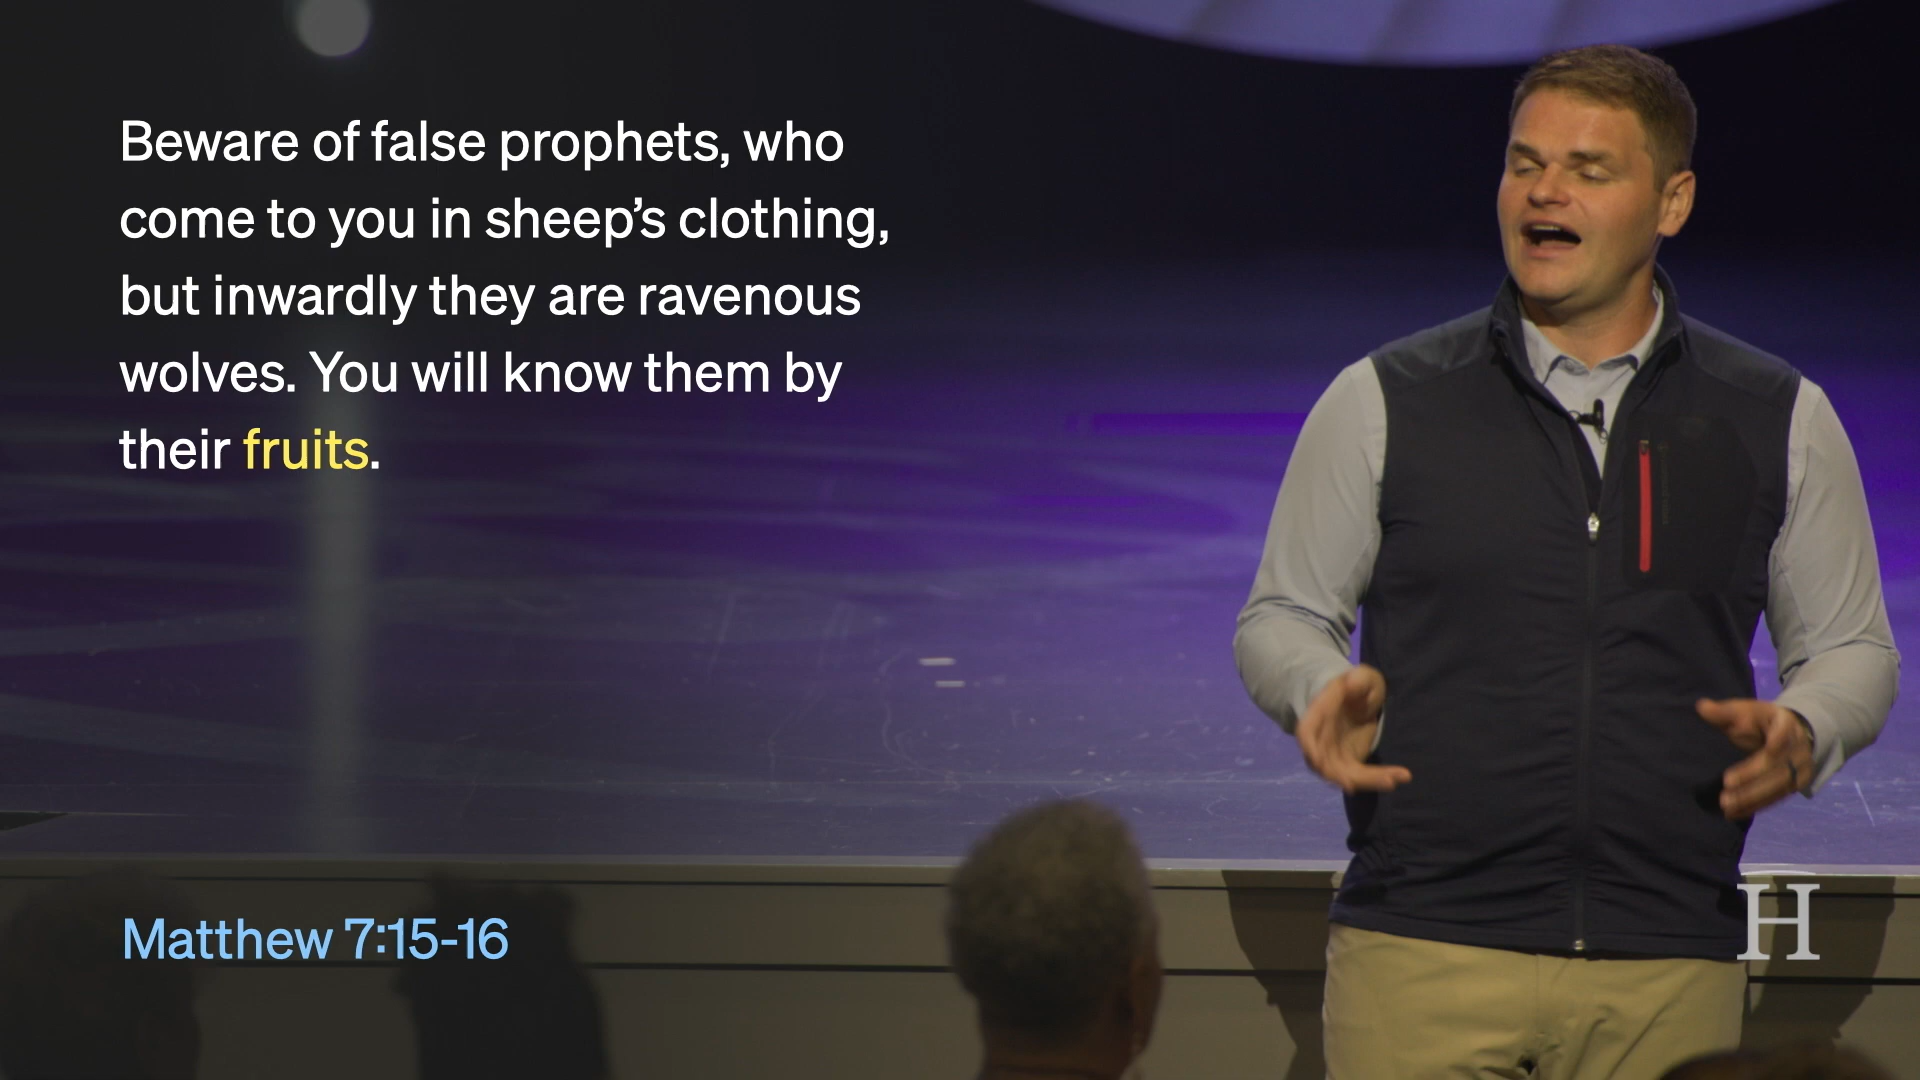 Beware of false prophets, who
come to you in sheep’s clothing,
but inwardly they are ravenous
wolves. You will know them by
their fruits.
Matthew 7:15-16
H